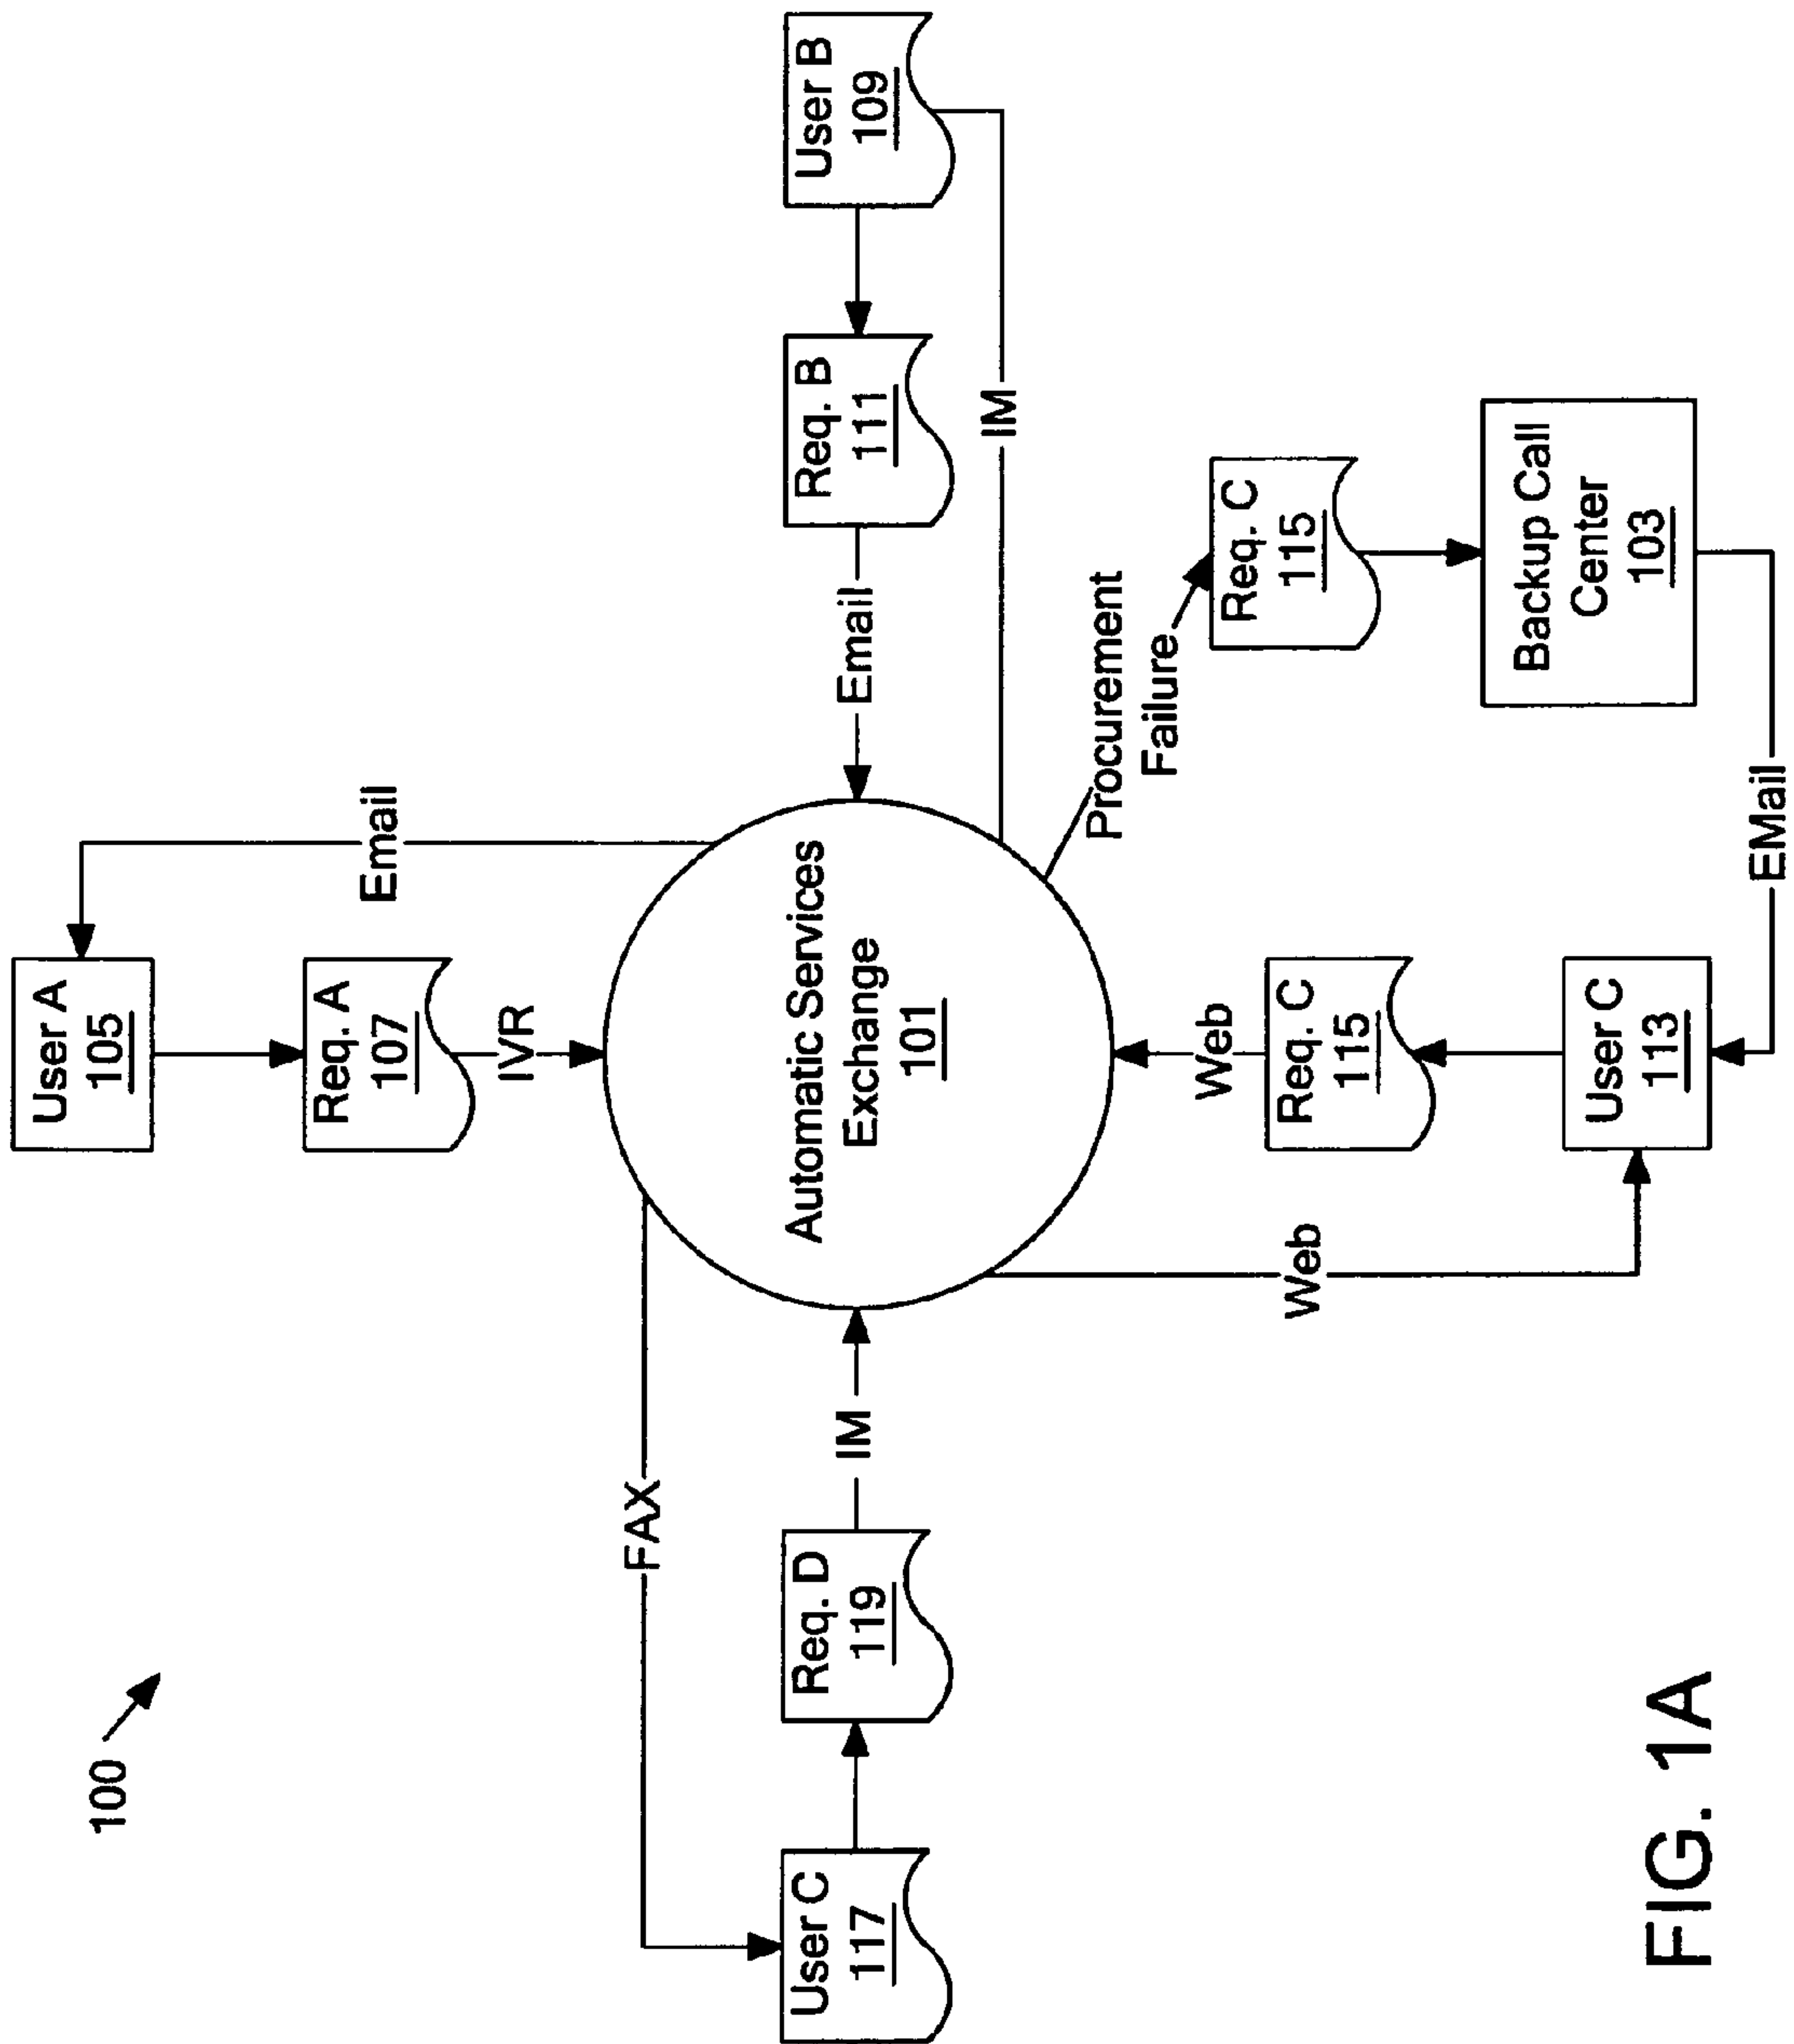 100
User A
105
Req. A
107
IVR
Email
FAX
User C
117
Req. D
119
IM
Automatic Services
Exchange
101
Email
Req. B
111
User B
109
IM
Procurement
Failure
Web
Web
Req. C
115
Req. C
115
User C
113
Backup Call
Center
103
EMail
FIG. 1A